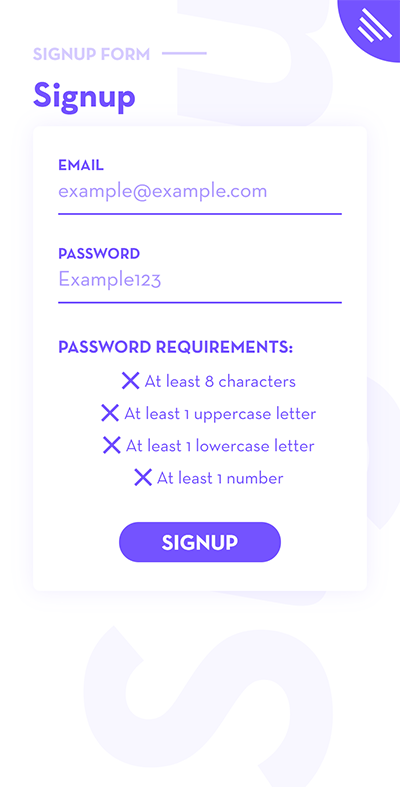 SIGNUP FORM
Signup
EMAIL
example@example.com
PASSWORD
Example123
PASSWORD REQUIREMENTS:
At least 8 characters
At least 1 uppercase letter
At least 1 lowercase letter
At least 1 number
SIGNUP